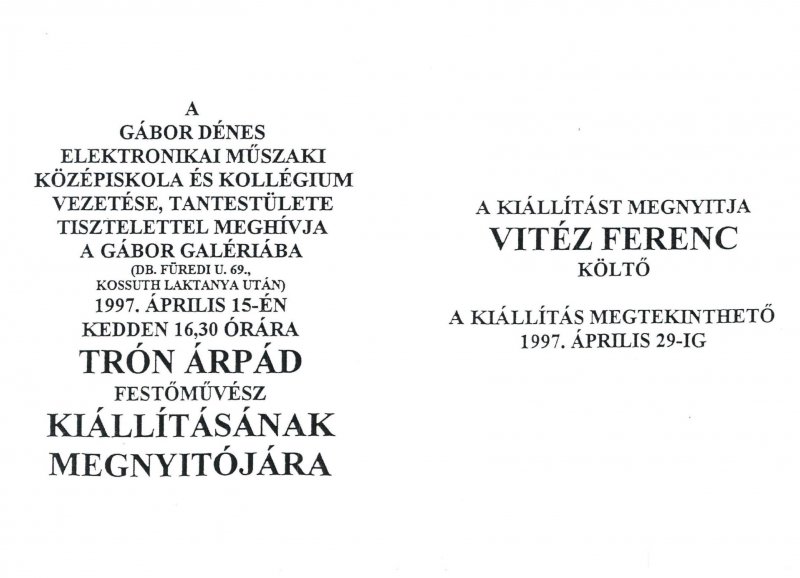 A
GÁBOR DÉNES
ELEKTRONIKAI MŰSZAKI
KÖZÉPISKOLA ÉS KOLLÉGIUM
VEZETÉSE, TANTESTÜLETE
TISZTELETTEL MEGHÍVJA
A GÁBOR GALÉRIÁBA
(DB. FÜREDI U. 69.,
KOSSUTH LAKTANYA UTÁN)
1997. ÁPRILIS 15-ÉN
KEDDEN 16,30 ÓRÁRA
TRÓN ÁRPÁD
FESTŐMŰVÉSZ
KIÁLLÍTÁSÁNAK
MEGNYITÓJÁRA
A KIÁLLÍTÁST MEGNYITJA
VITÉZ FERENC
KÖLTŐ
A KIÁLLÍTÁS MEGTEKINTHETŐ
1997. ÁPRILIS 29-IG